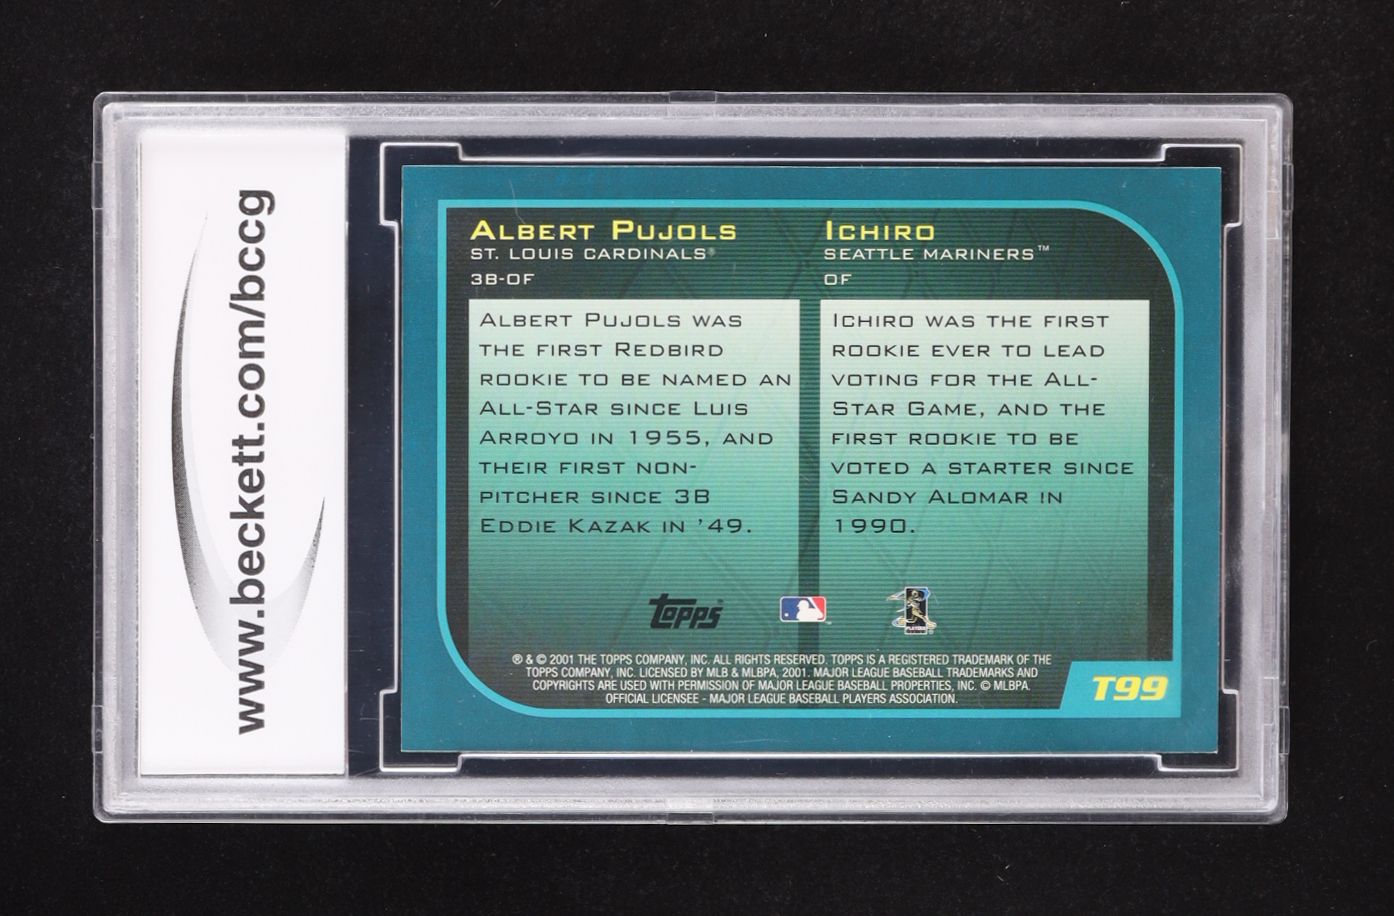 www.beckett.com/bccg
ALBERT PUJOLS
ST. LOUIS CARDINALS®
3B-OF
ALBERT PUJOLS WAS
THE FIRST REDBIRD
ROOKIE TO BE NAMED AN
ALL-STAR SINCE LUIS
ARROYO IN 1955, AND
THEIR FIRST NON-
PITCHER SINCE 3B
EDDIE KAZAK IN '49.
ICHIRO
SEATTLE MARINERS™
OF
ICHIRO WAS THE FIRST
ROOKIE EVER TO LEAD
VOTING FOR THE ALL-
STAR GAME, AND THE
FIRST ROOKIE TO BE
VOTED A STARTER SINCE
SANDY ALOMAR IN
1990.
Topps
® & © 2001 THE TOPPS COMPANY, INC. ALL RIGHTS RESERVED. TOPPS IS A REGISTERED TRADEMARK OF THE
TOPPS COMPANY, INC. LICENSED BY MLB & MLBPA, 2001. MAJOR LEAGUE BASEBALL TRADEMARKS AND
COPYRIGHTS ARE USED WITH PERMISSION OF MAJOR LEAGUE BASEBALL PROPERTIES, INC. © MLBPA.
OFFICIAL LICENSEE - MAJOR LEAGUE BASEBALL PLAYERS ASSOCIATION.
T99